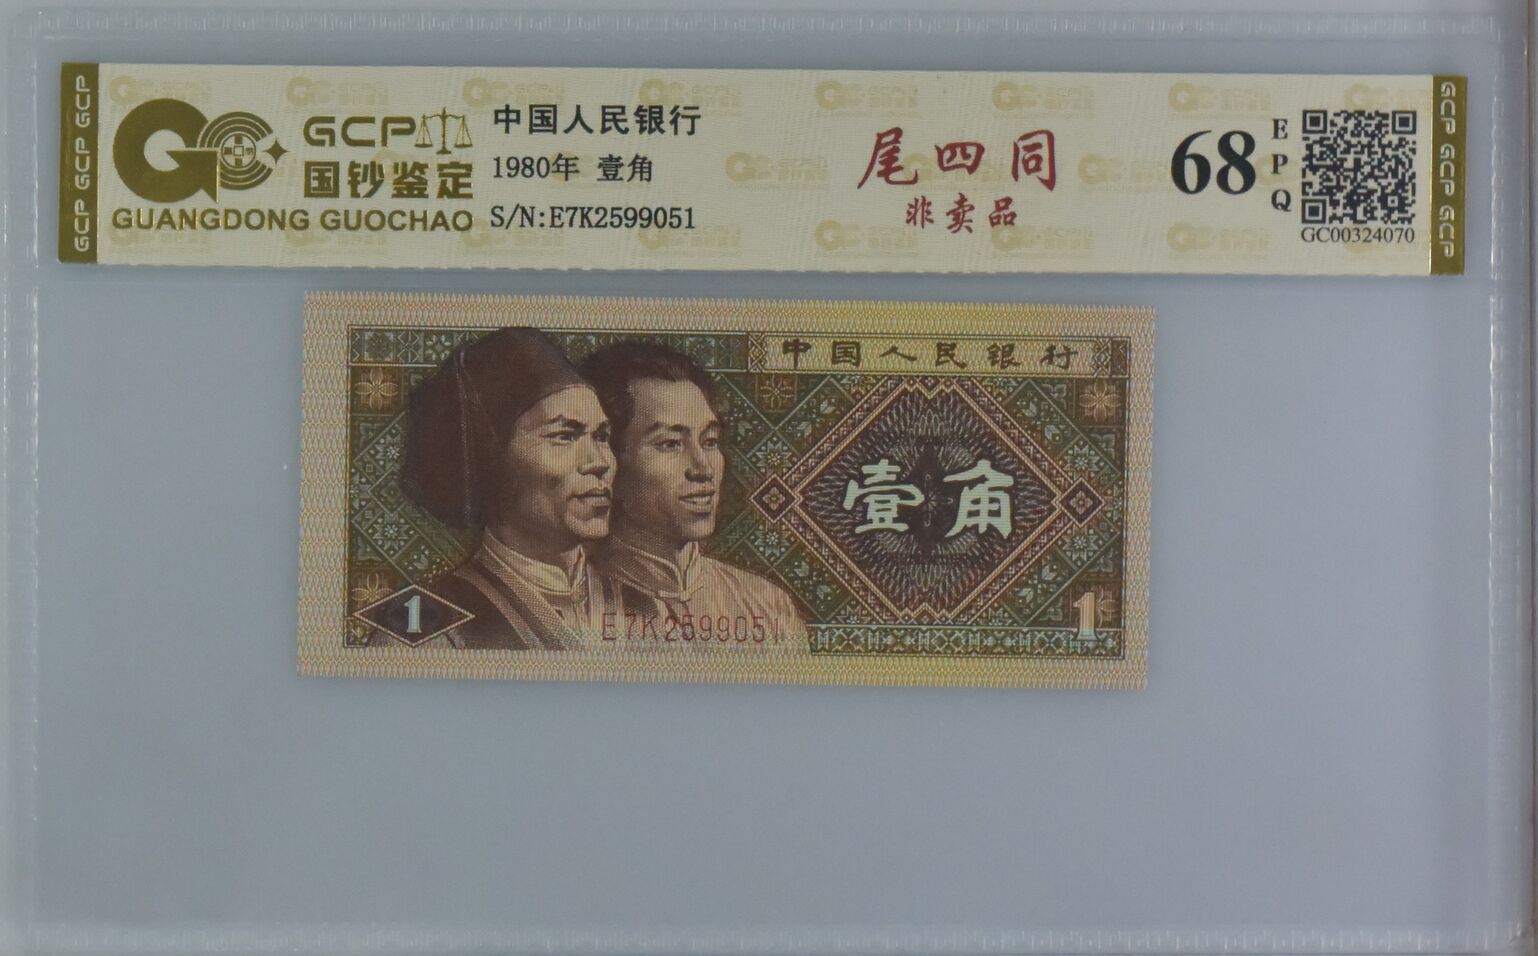 GCP GCP GCP
GCP
国钞鉴定
GUANGDONG GUOCHAO
中国人民银行
1980年 壹角
S/N:E7K2599051
尾四同
非卖品
68
EPQ
GC00324070
GCP GCP GCP
中国人民银行
壹角
1
E7K2599051
1